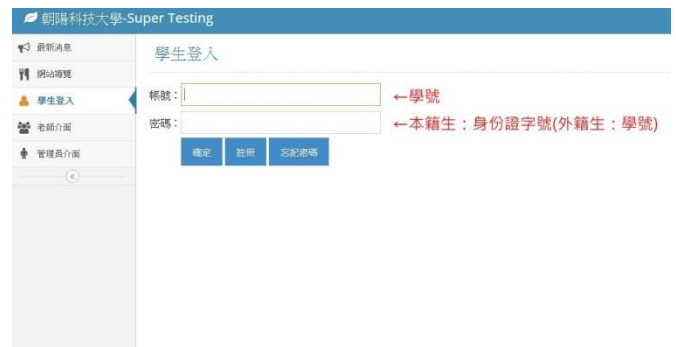 朝陽科技大學-Super Testing
最新消息
網站導覽
學生登入
老師介面
管理員介面
學生登入
帳號：
←學號
密碼：
←本籍生：身份證字號(外籍生：學號)
確定
註冊
忘記密碼